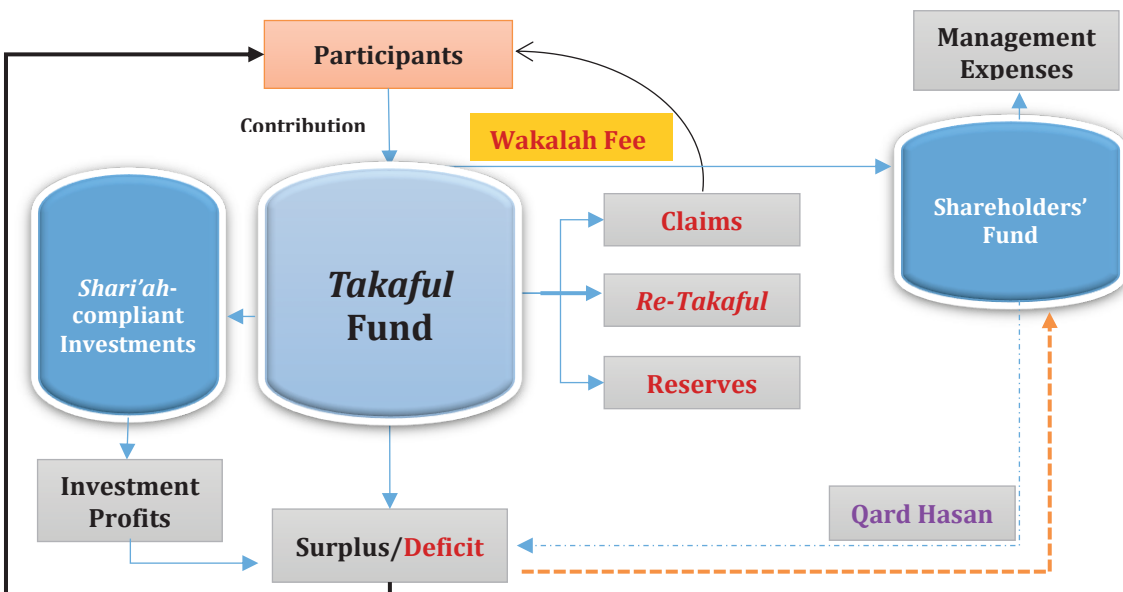 Participants
Management
Expenses
Contribution
Wakalah Fee
Shari'ah-
compliant
Investments
Takaful
Fund
Claims
Re-Takaful
Reserves
Shareholders'
Fund
Investment
Profits
Surplus/Deficit
Qard Hasan